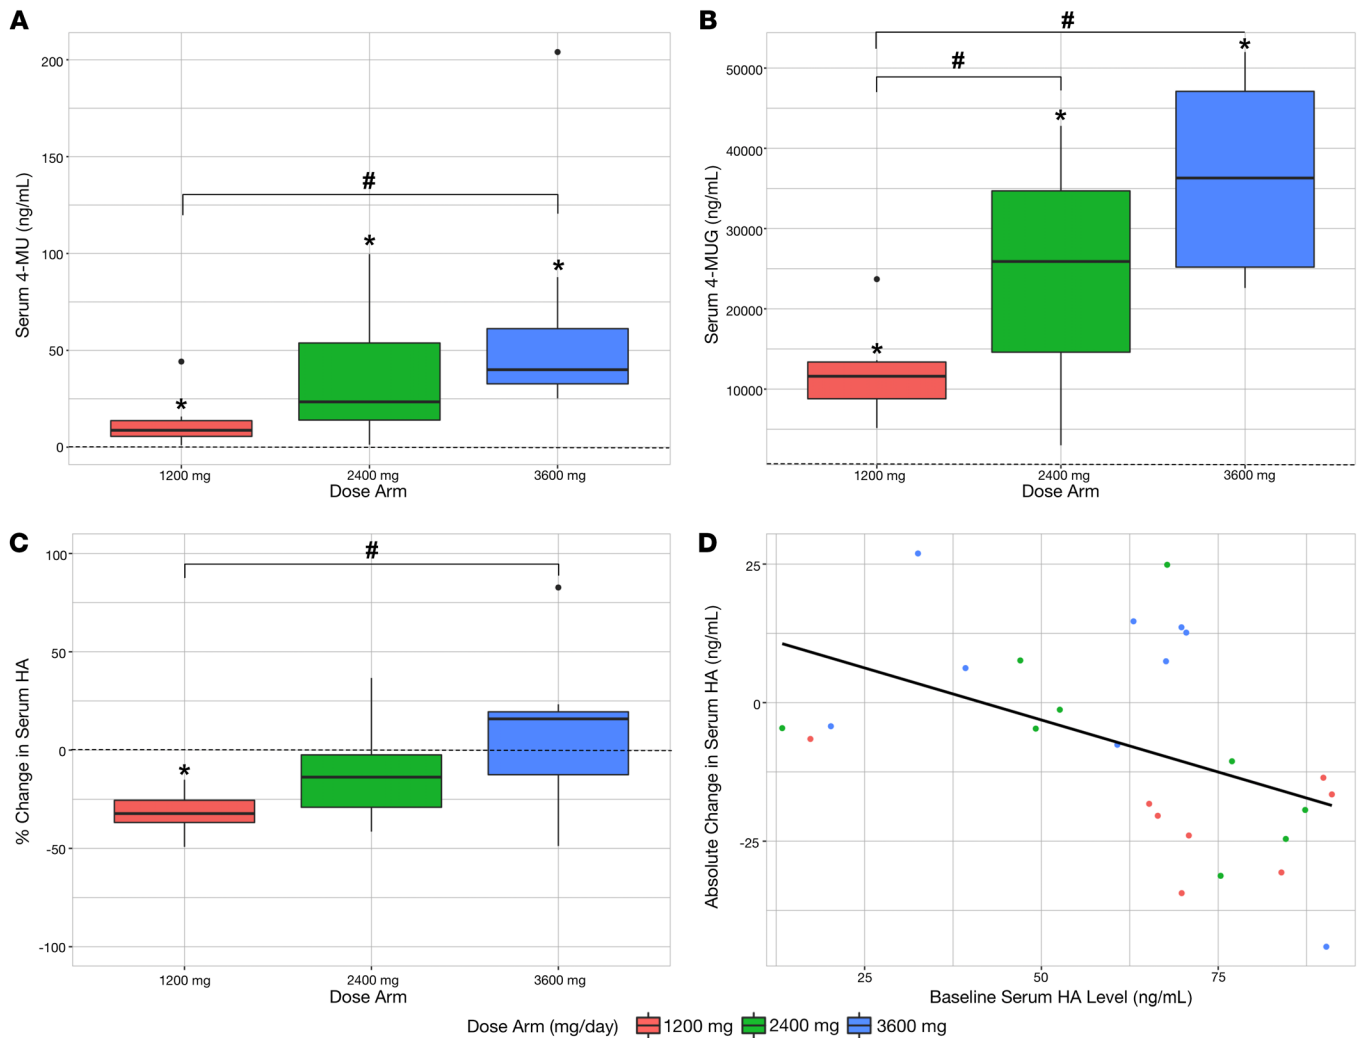 A
Serum 4-MU (ng/mL)
200
150
100
50
0
#
*
*
*
1200 mg
2400 mg
3600 mg
Dose Arm
B
Serum 4-MUG (ng/mL)
50000
40000
30000
20000
10000
#
#
*
*
*
1200 mg
2400 mg
3600 mg
Dose Arm
C
% Change in Serum HA
100
50
0
-50
-100
#
*
1200 mg
2400 mg
3600 mg
Dose Arm
D
Absolute Change in Serum HA (ng/mL)
25
0
-25
25
50
75
Baseline Serum HA Level (ng/mL)
Dose Arm (mg/day) 1200 mg 2400 mg 3600 mg